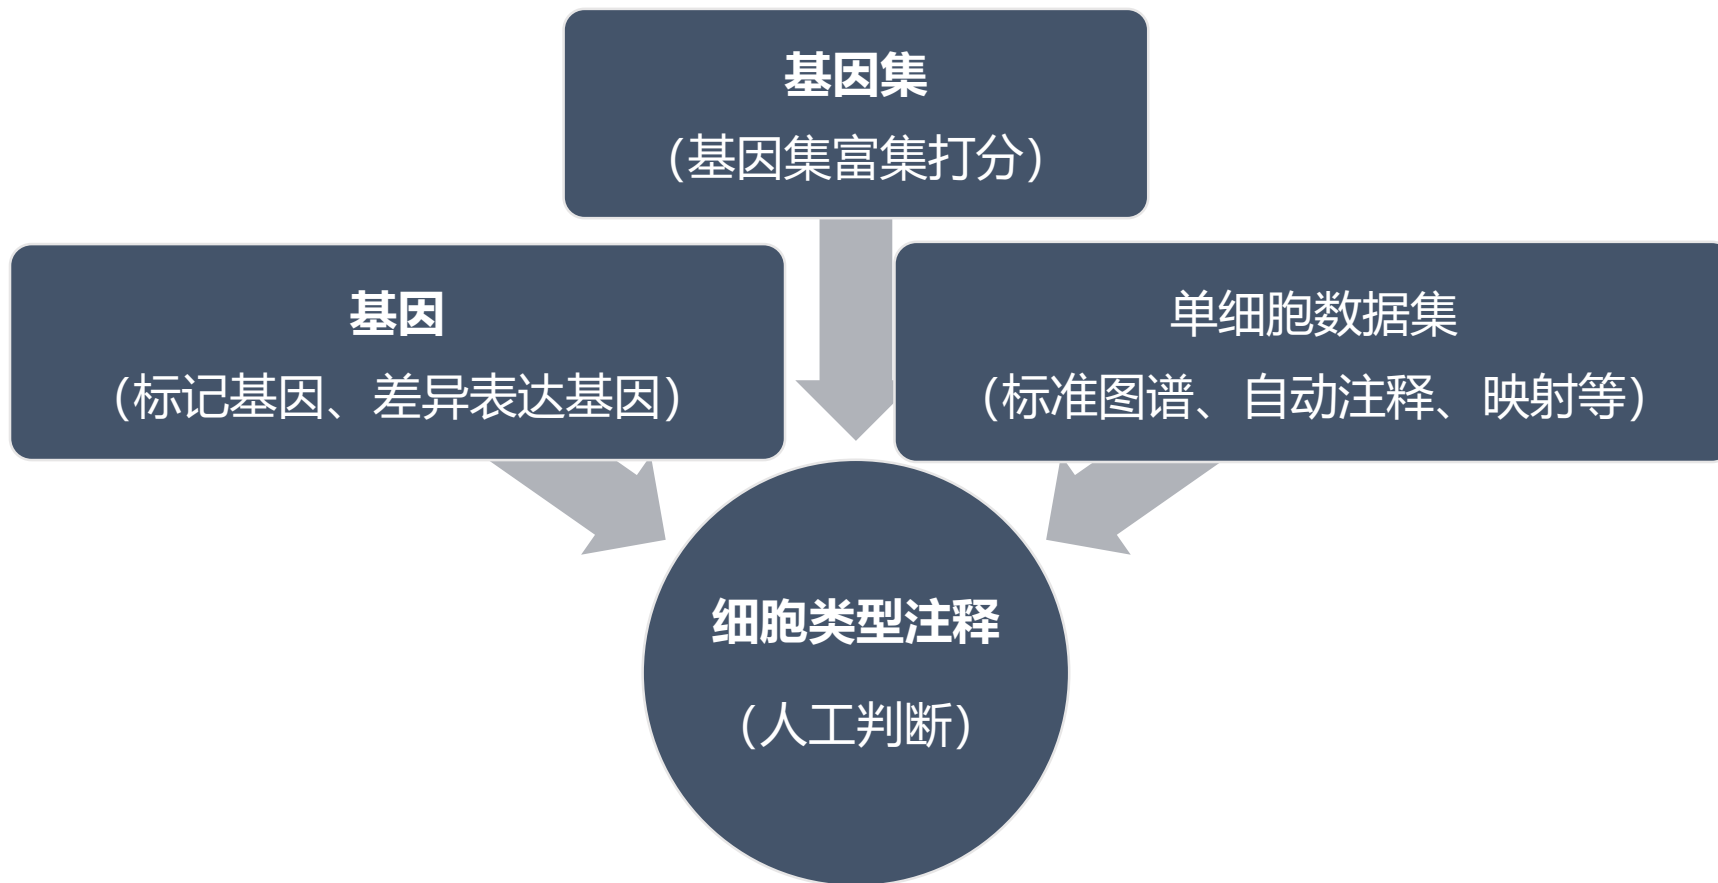 基因集
（基因集富集打分）
基因
（标记基因、差异表达基因）
单细胞数据集
（标准图谱、自动注释、映射等）
细胞类型注释
（人工判断）